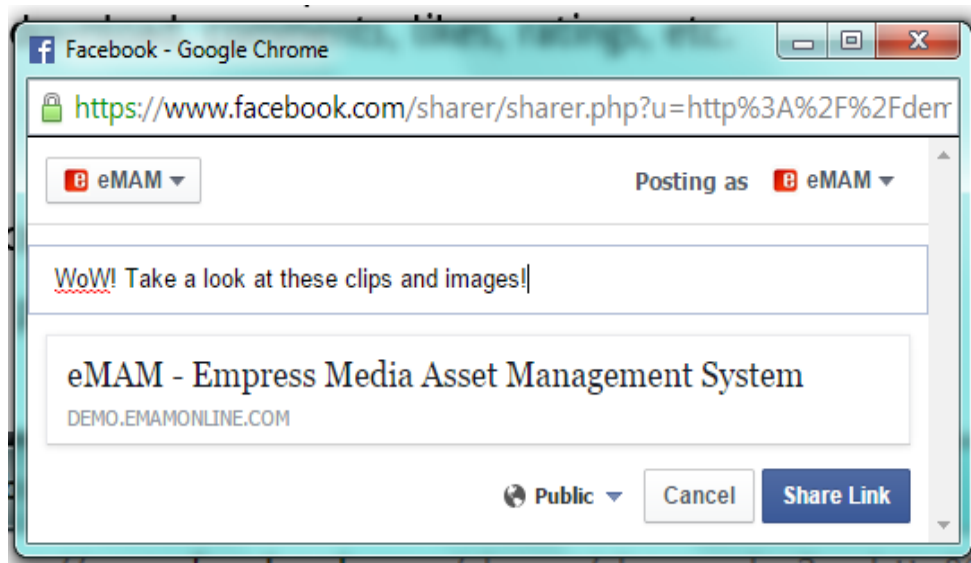 Facebook - Google Chrome
https://www.facebook.com/sharer/sharer.php?u=http%3A%2F%2Fdem
eMAM Posting as eMAM
WoW! Take a look at these clips and images!
eMAM - Empress Media Asset Management System
DEMO.EMAMONLINE.COM
Public Cancel Share Link